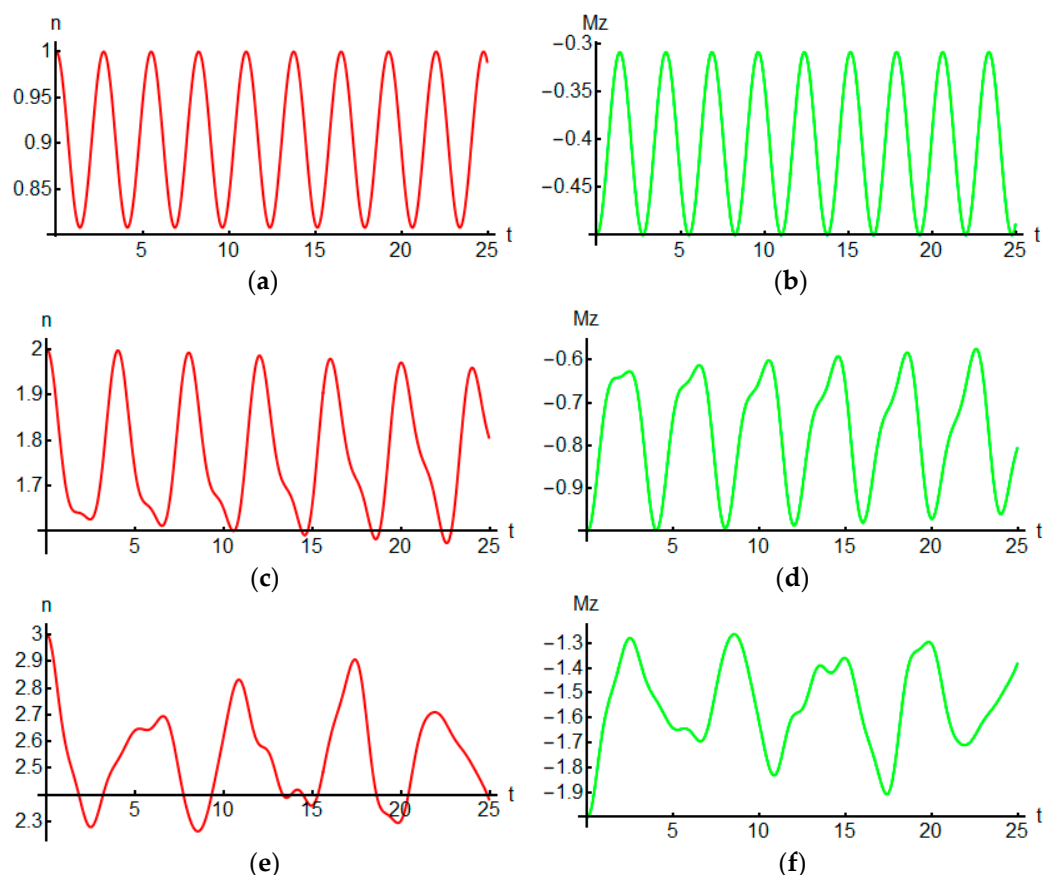 n Mz
1 0.95 0.9 0.85 5 10 15 20 25 t
−0.3 −0.35 −0.4 −0.45 5 10 15 20 25 t
(a) (b)
n Mz
2 1.9 1.8 1.7 5 10 15 20 25 t
−0.6 −0.7 −0.8 −0.9 5 10 15 20 25 t
(c) (d)
n Mz
3 2.9 2.8 2.7 2.6 2.5 2.3 5 10 15 20 25 t
−1.3 −1.4 −1.5 −1.6 −1.7 −1.8 −1.9 5 10 15 20 25 t
(e) (f)